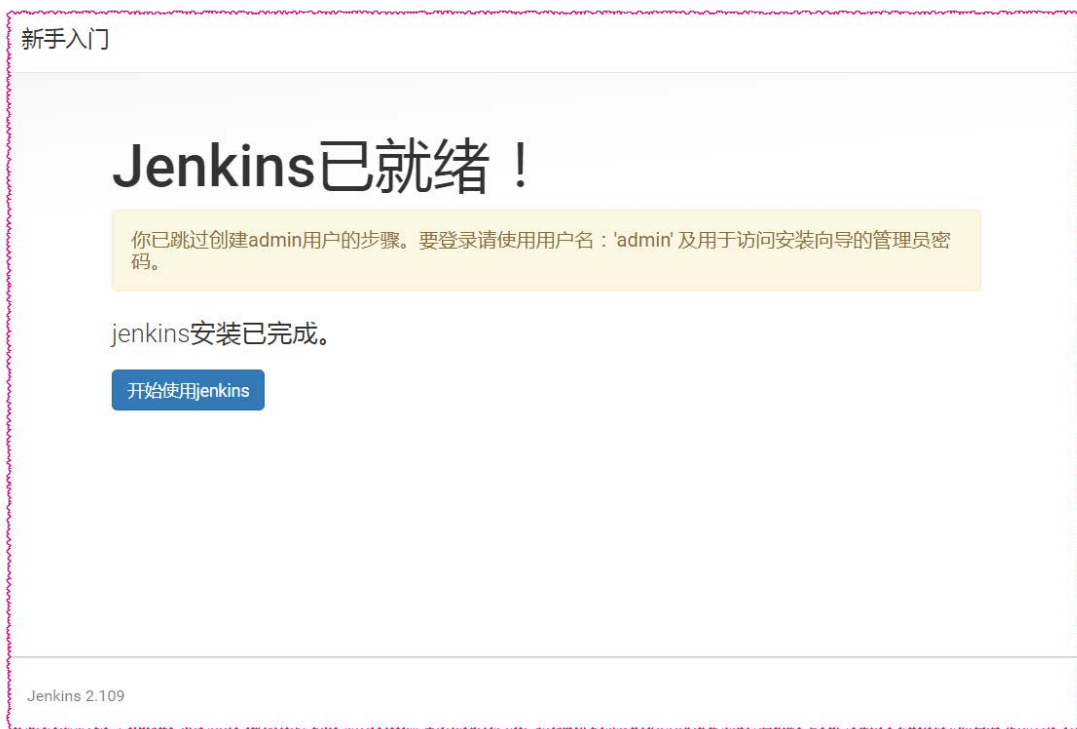 新手入门
Jenkins已就绪！
你已跳过创建admin用户的步骤。要登录请使用用户名：'admin' 及用于访问安装向导的管理员密
码。
jenkins安装已完成。
开始使用jenkins
Jenkins 2.109